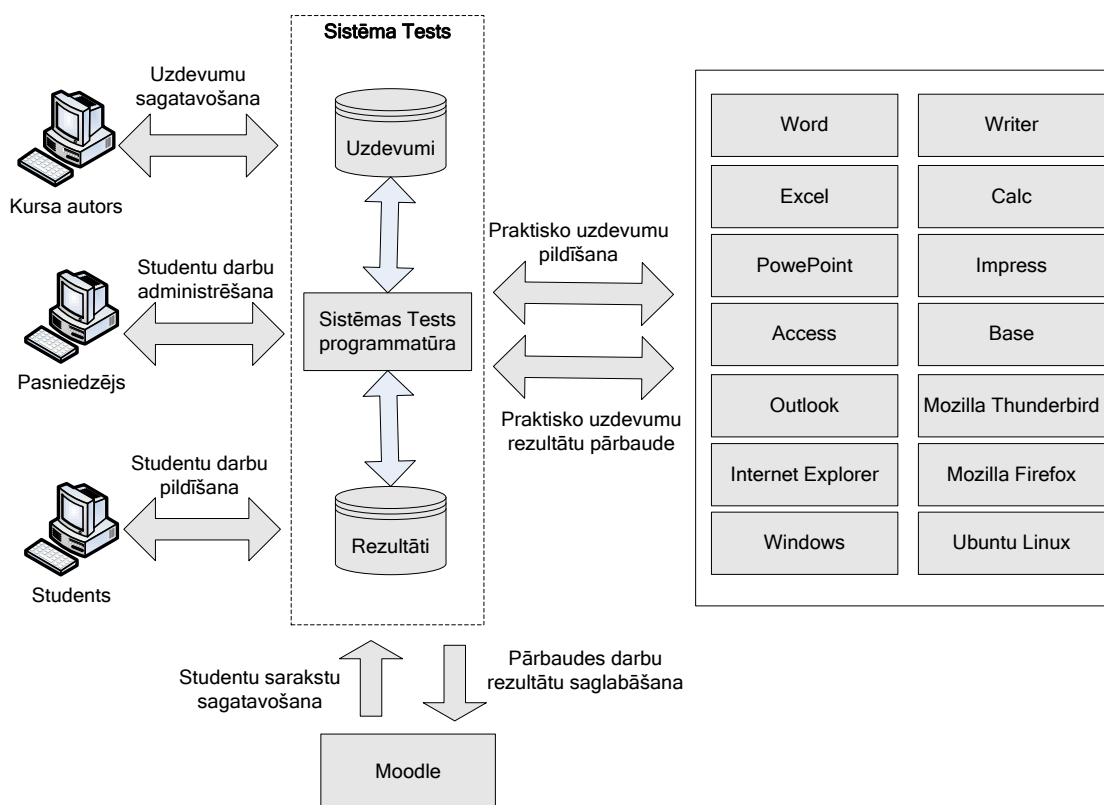 Sistēma Tests
Uzdevumu
sagatavošana
Kursa autors
Uzdevumi
Studentu darbu
administrēšana
Pasniedzējs
Sistēmas Tests
programmatūra
Studentu darbu
pildīšana
Students
Rezultāti
Praktisko uzdevumu
pildīšana
Praktisko uzdevumu
rezultātu pārbaude
Word
Writer
Excel
Calc
PowePoint
Impress
Access
Base
Outlook
Mozilla Thunderbird
Internet Explorer
Mozilla Firefox
Windows
Ubuntu Linux
Studentu sarakstu
sagatavošana
Pārbaudes darbu
rezultātu saglabāšana
Moodle